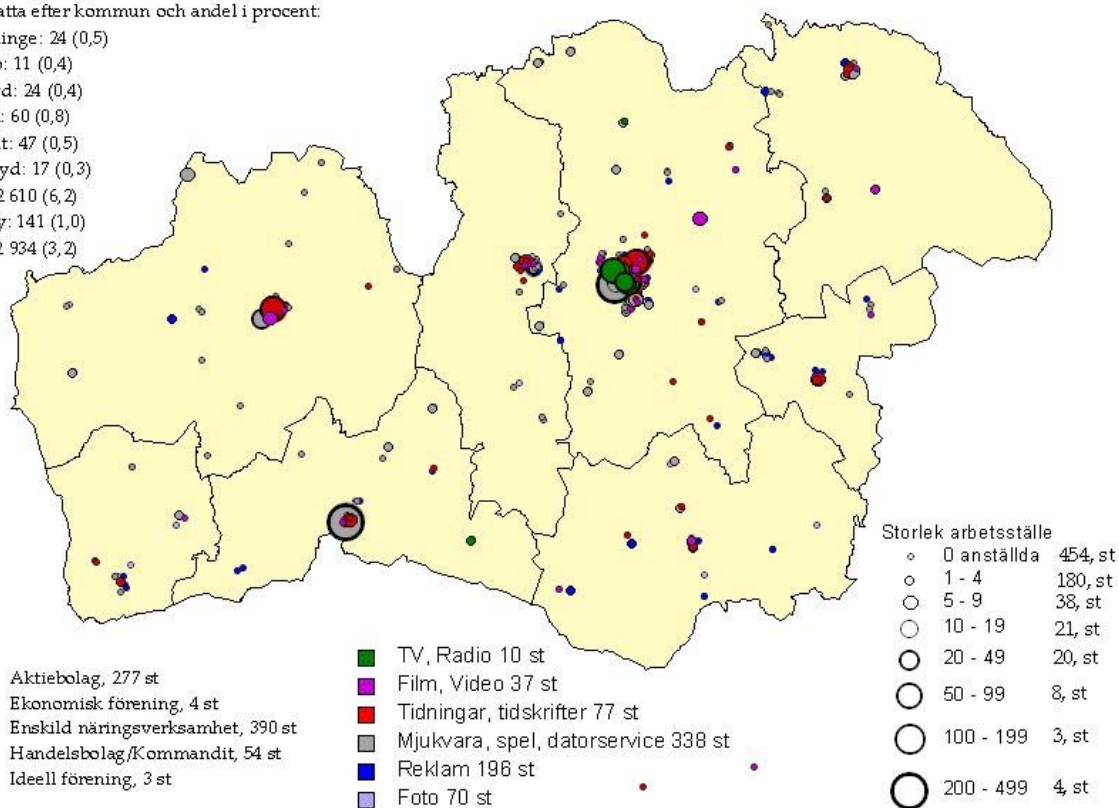 efter kommun och andel i procent:
24 (0,5)
11 (0,4)
24 (0,4)
60 (0,8)
47 (0,5)
17 (0,3)
610 (6,2)
141 (1,0)
934 (3,2)
Aktiebolag, 277 st
Ekonomisk förening, 4 st
Enskild näringsverksamhet, 390 st
Handelsbolag/Kommandit, 54 st
Ideell förening, 3 st
TV, Radio 10 st
Film, Video 37 st
Tidningar, tidskrifter 77 st
Mjukvara, spel, datorservice 338 st
Reklam 196 st
Foto 70 st
Storlek arbetsställe
0 anställda 454, st
1 - 4 180, st
5 - 9 38, st
10 - 19 21, st
20 - 49 20, st
50 - 99 8, st
100 - 199 3, st
200 - 499 4, st